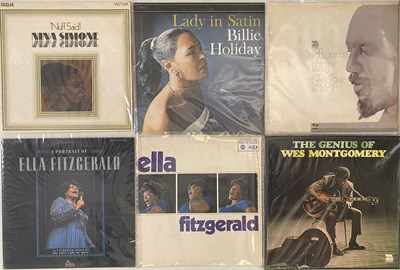 RCA
VICTOR
'Nuff Said!
NINA SIMONE
Lady in Satin
Billie
Holiday
A PORTRAIT OF
ELLA FITZGERALD
ella
fitzgerald
THE GENIUS OF
WES MONTGOMERY